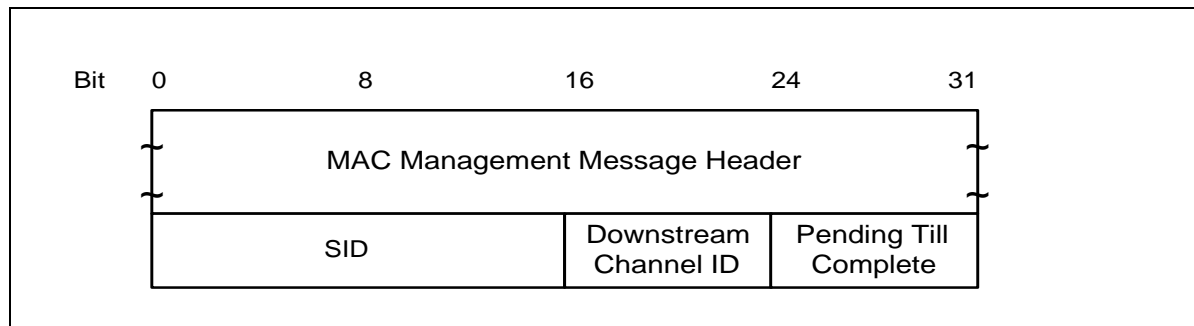 Bit 0 8 16 24 31
MAC Management Message Header
SID
Downstream
Channel ID
Pending Till
Complete